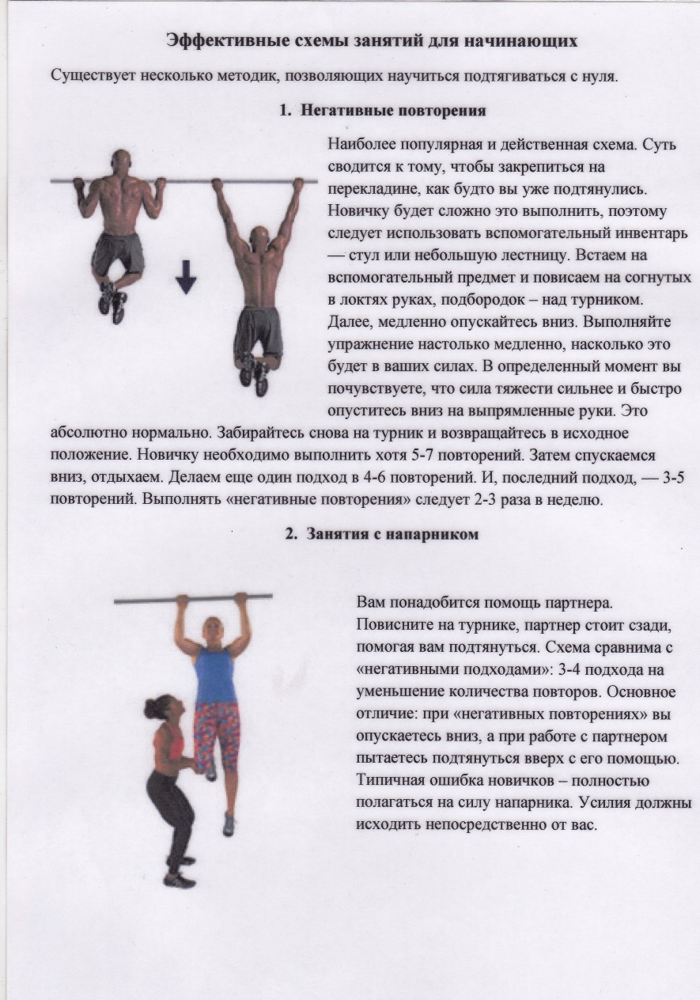 Эффективные схемы занятий для начинающих
Существует несколько методик, позволяющих научиться подтягиваться с нуля.
1. Негативные повторения
Наиболее популярная и действенная схема. Суть
сводится к тому, чтобы закрепиться на
перекладине, как будто вы уже подтянулись.
Новичку будет сложно это выполнить, поэтому
следует использовать вспомогательный инвентарь
— стул или небольшую лестницу. Встаем на
вспомогательный предмет и повисаем на согнутых
в локтях руках, подбородок – над турником.
Далее, медленно опускайтесь вниз. Выполняйте
упражнение настолько медленно, насколько это
будет в ваших силах. В определенный момент вы
почувствуете, что сила тяжести сильнее и быстро
опуститесь вниз на выпрямленные руки. Это
абсолютно нормально. Забирайтесь снова на турник и возвращайтесь в исходное
положение. Новичку необходимо выполнить хотя 5-7 повторений. Затем спускаемся
вниз, отдыхаем. Делаем еще один подход в 4-6 повторений. И, последний подход, — 3-5
повторений. Выполнять «негативные повторения» следует 2-3 раза в неделю.
2. Занятия с напарником
Вам понадобится помощь партнера.
Повисните на турнике, партнер стоит сзади,
помогая вам подтянуться. Схема сравнима с
«негативными подходами»: 3-4 подхода на
уменьшение количества повторов. Основное
отличие: при «негативных повторениях» вы
опускаетесь вниз, а при работе с партнером
пытаетесь подтянуться вверх с его помощью.
Типичная ошибка новичков – полностью
полагаться на силу напарника. Усилия должны
исходить непосредственно от вас.